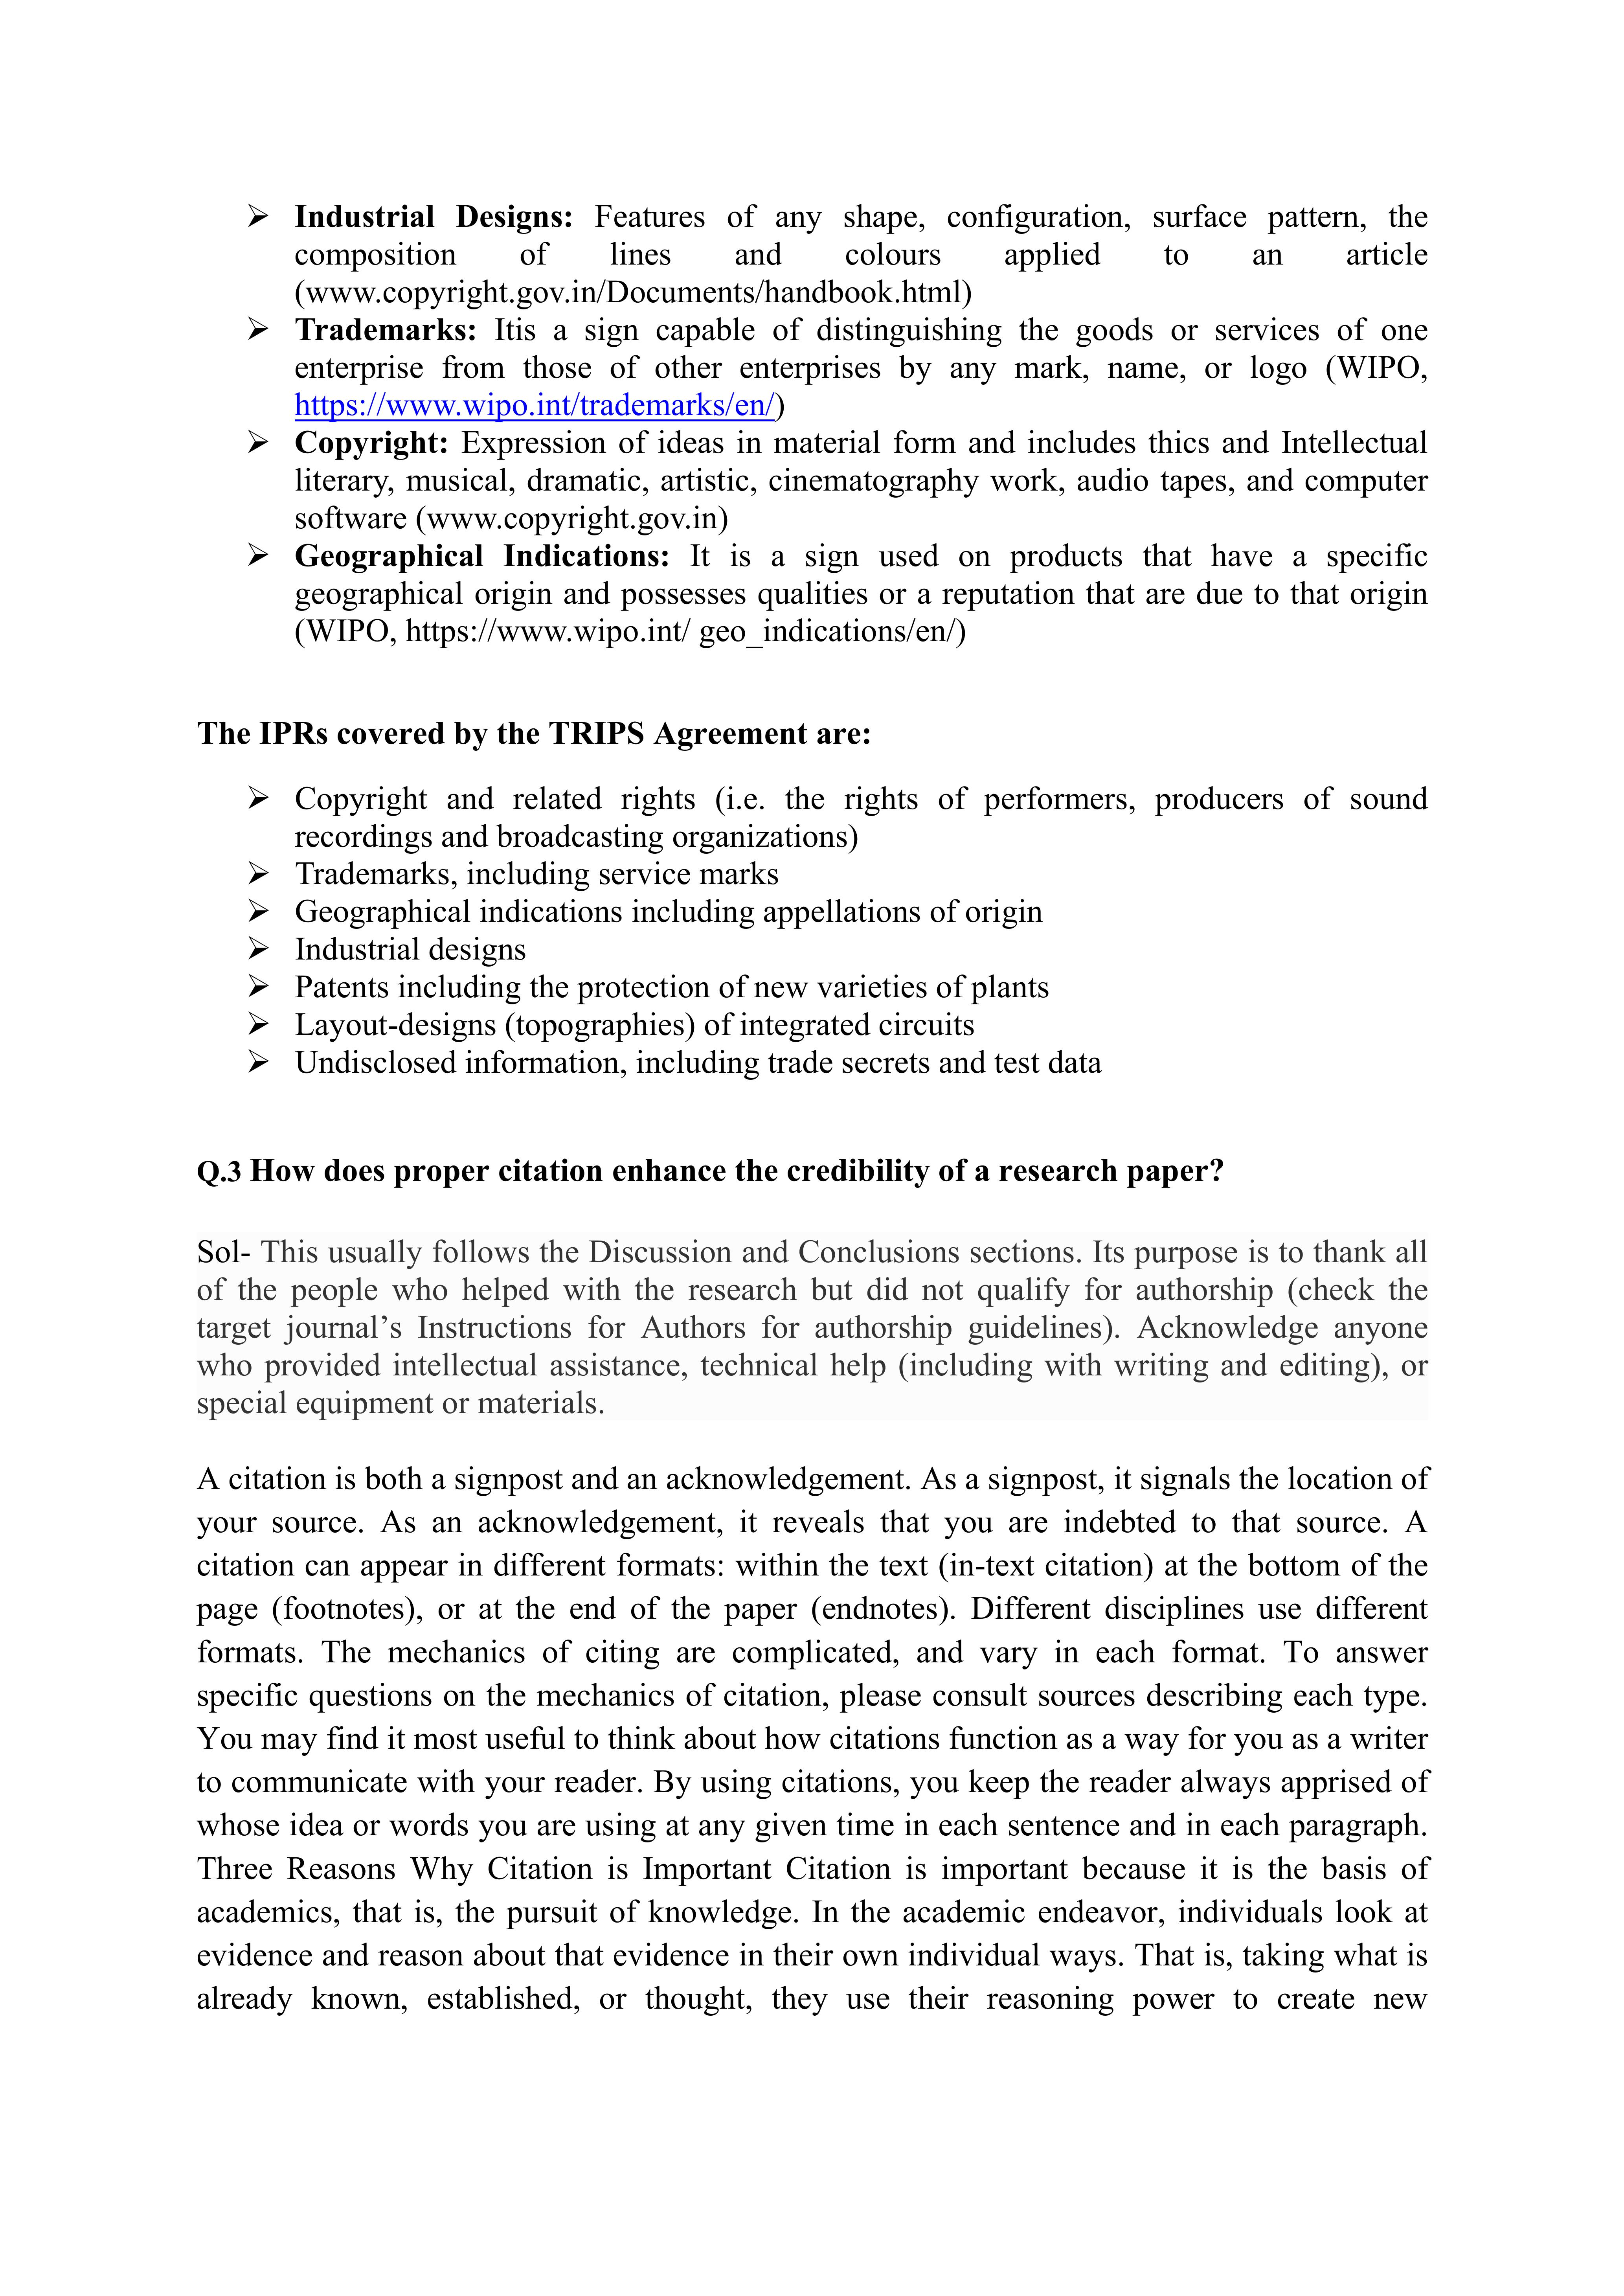 ➢ Industrial Designs: Features of any shape, configuration, surface pattern, the
composition of lines and colours applied to an article
(www.copyright.gov.in/Documents/handbook.html)
➢ Trademarks: Itis a sign capable of distinguishing the goods or services of one
enterprise from those of other enterprises by any mark, name, or logo (WIPO,
https://www.wipo.int/trademarks/en/)
➢ Copyright: Expression of ideas in material form and includes thics and Intellectual
literary, musical, dramatic, artistic, cinematography work, audio tapes, and computer
software (www.copyright.gov.in)
➢ Geographical Indications: It is a sign used on products that have a specific
geographical origin and possesses qualities or a reputation that are due to that origin
(WIPO, https://www.wipo.int/ geo_indications/en/)
The IPRs covered by the TRIPS Agreement are:
➢ Copyright and related rights (i.e. the rights of performers, producers of sound
recordings and broadcasting organizations)
➢ Trademarks, including service marks
➢ Geographical indications including appellations of origin
➢ Industrial designs
➢ Patents including the protection of new varieties of plants
➢ Layout-designs (topographies) of integrated circuits
➢ Undisclosed information, including trade secrets and test data
Q.3 How does proper citation enhance the credibility of a research paper?
Sol- This usually follows the Discussion and Conclusions sections. Its purpose is to thank all
of the people who helped with the research but did not qualify for authorship (check the
target journal’s Instructions for Authors for authorship guidelines). Acknowledge anyone
who provided intellectual assistance, technical help (including with writing and editing), or
special equipment or materials.
A citation is both a signpost and an acknowledgement. As a signpost, it signals the location of
your source. As an acknowledgement, it reveals that you are indebted to that source. A
citation can appear in different formats: within the text (in-text citation) at the bottom of the
page (footnotes), or at the end of the paper (endnotes). Different disciplines use different
formats. The mechanics of citing are complicated, and vary in each format. To answer
specific questions on the mechanics of citation, please consult sources describing each type.
You may find it most useful to think about how citations function as a way for you as a writer
to communicate with your reader. By using citations, you keep the reader always apprised of
whose idea or words you are using at any given time in each sentence and in each paragraph.
Three Reasons Why Citation is Important Citation is important because it is the basis of
academics, that is, the pursuit of knowledge. In the academic endeavor, individuals look at
evidence and reason about that evidence in their own individual ways. That is, taking what is
already known, established, or thought, they use their reasoning power to create new